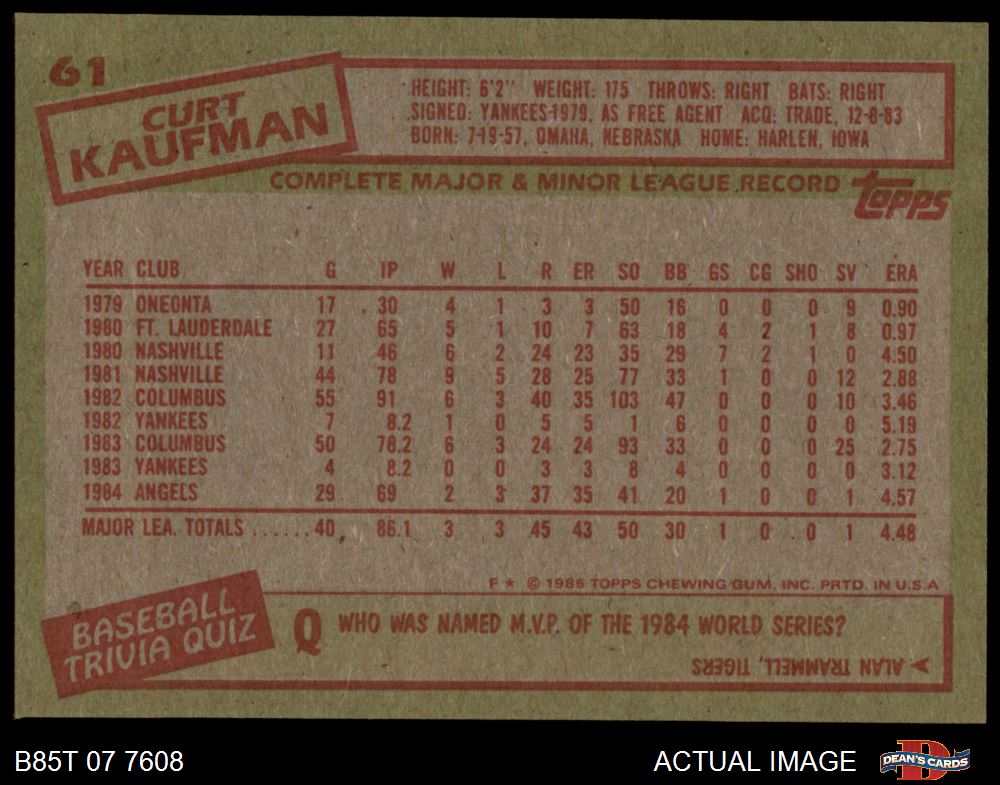 61
CURT
KAUFMAN
HEIGHT: 6'2" WEIGHT: 175 THROWS: RIGHT BATS: RIGHT
SIGNED: YANKEES-1979, AS FREE AGENT ACQ: TRADE, 12-8-83
BORN: 7-19-57, OMAHA, NEBRASKA HOME: HARLEN, IOWA
COMPLETE MAJOR & MINOR LEAGUE RECORD
topps
YEAR CLUB G IP W L R ER SO BB GS CG SHO SV ERA
1979 ONEONTA 17 30 4 1 3 3 50 16 0 0 0 9 0.90
1980 FT. LAUDERDALE 27 65 5 1 10 7 63 18 4 2 1 8 0.97
1980 NASHVILLE 11 46 6 2 24 23 35 29 7 2 1 0 4.50
1981 NASHVILLE 44 78 9 5 28 25 77 33 1 0 0 12 2.88
1982 COLUMBUS 55 91 6 3 40 35 103 47 0 0 0 10 3.46
1982 YANKEES 7 8.2 1 0 5 5 1 6 0 0 0 0 5.19
1983 COLUMBUS 50 78.2 6 3 24 24 93 33 0 0 0 25 2.75
1983 YANKEES 4 8.2 0 0 3 3 8 4 0 0 0 0 3.12
1984 ANGELS 29 69 2 3 37 35 41 20 1 0 0 1 4.57
MAJOR LEA. TOTALS ...... 40 86.1 3 3 45 43 50 30 1 0 0 1 4.48
F * © 1985 TOPPS CHEWING GUM, INC. PRTD. IN U.S.A
BASEBALL
TRIVIA QUIZ
Q WHO WAS NAMED M.V.P. OF THE 1984 WORLD SERIES?
ALAN TRAMMELL, TIGERS
B85T 07 7608
ACTUAL IMAGE
D
DEAN'S CARDS